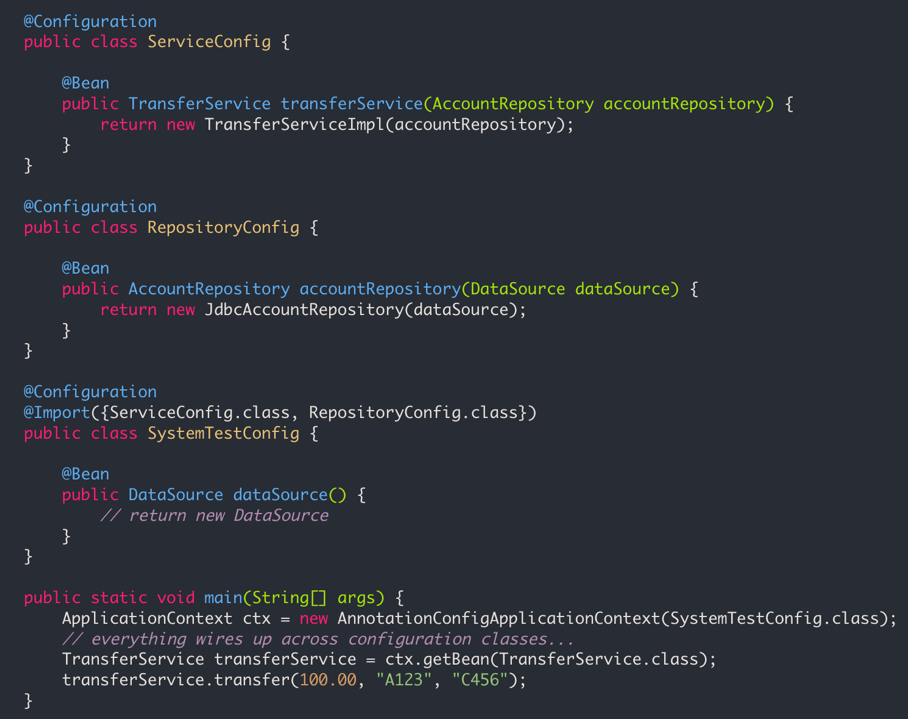 @Configuration
public class ServiceConfig {
@Bean
public TransferService transferService(AccountRepository accountRepository) {
return new TransferServiceImpl(accountRepository);
}
}
@Configuration
public class RepositoryConfig {
@Bean
public AccountRepository accountRepository(DataSource dataSource) {
return new JdbcAccountRepository(dataSource);
}
}
@Configuration
@Import({ServiceConfig.class, RepositoryConfig.class})
public class SystemTestConfig {
@Bean
public DataSource dataSource() {
// return new DataSource
}
}
public static void main(String[] args) {
ApplicationContext ctx = new AnnotationConfigApplicationContext(SystemTestConfig.class);
// everything wires up across configuration classes...
TransferService transferService = ctx.getBean(TransferService.class);
transferService.transfer(100.00, "A123", "C456");
}